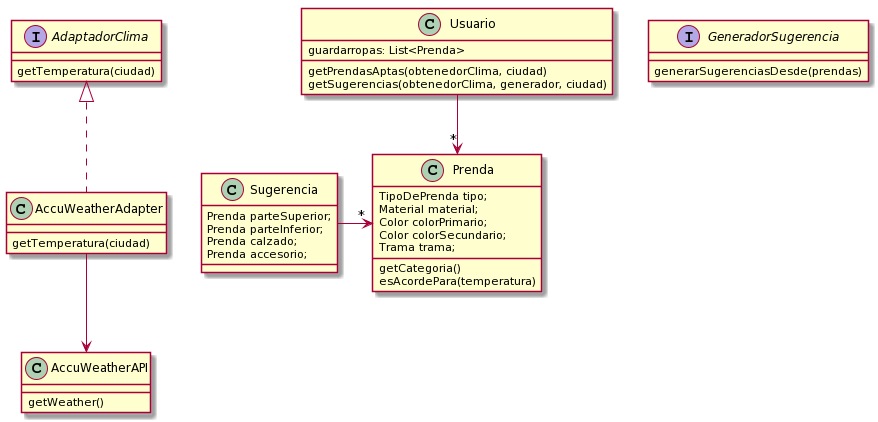 I AdaptadorClima
getTemperatura(ciudad)
C Usuario
guardarropas: List<Prenda>
getPrendasAptas(obtenedorClima, ciudad)
getSugerencias(obtenedorClima, generador, ciudad)
I GeneradorSugerencia
generarSugerenciasDesde(prendas)
*
C AccuWeatherAdapter
getTemperatura(ciudad)
C Sugerencia
Prenda parteSuperior;
Prenda parteInferior;
Prenda calzado;
Prenda accesorio;
*
C Prenda
TipoDePrenda tipo;
Material material;
Color colorPrimario;
Color colorSecundario;
Trama trama;
getCategoria()
esAcordePara(temperatura)
C AccuWeatherAPI
getWeather()